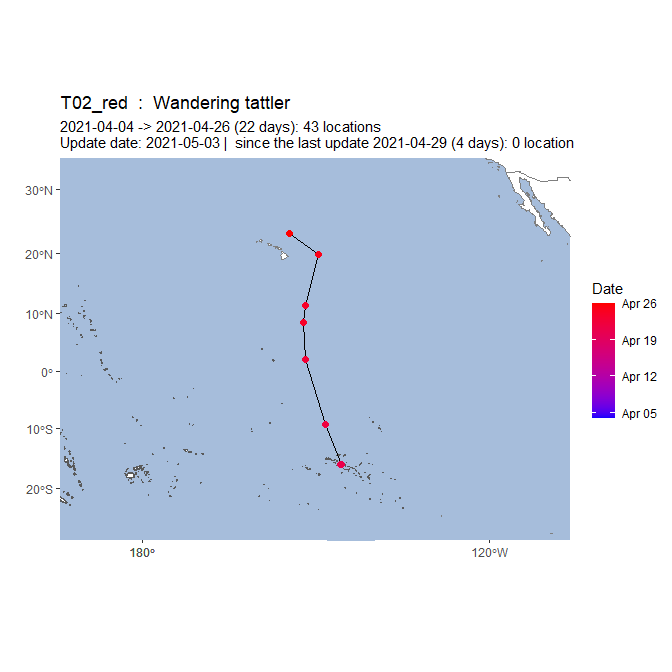 T02_red : Wandering tattler
2021-04-04 -> 2021-04-26 (22 days): 43 locations
Update date: 2021-05-03 | since the last update 2021-04-29 (4 days): 0 location
30°N
20°N
10°N
0°
10°S
20°S
180°
120°W
Date
Apr 26
Apr 19
Apr 12
Apr 05